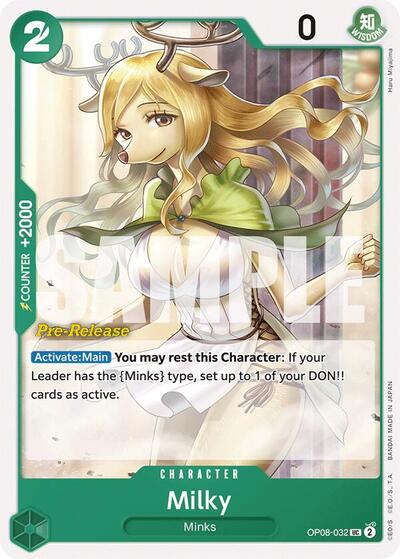 2
0
知
WISDOM
Haru Miyajima
COUNTER +2000
SAMPLE
Pre-Release
Activate:Main You may rest this Character: If your
Leader has the {Minks} type, set up to 1 of your DON!!
cards as active.
©E.O./S ©E.O./S., T.A. BANDAI MADE IN JAPAN
CHARACTER
Milky
Minks
OP08-032 UC 2